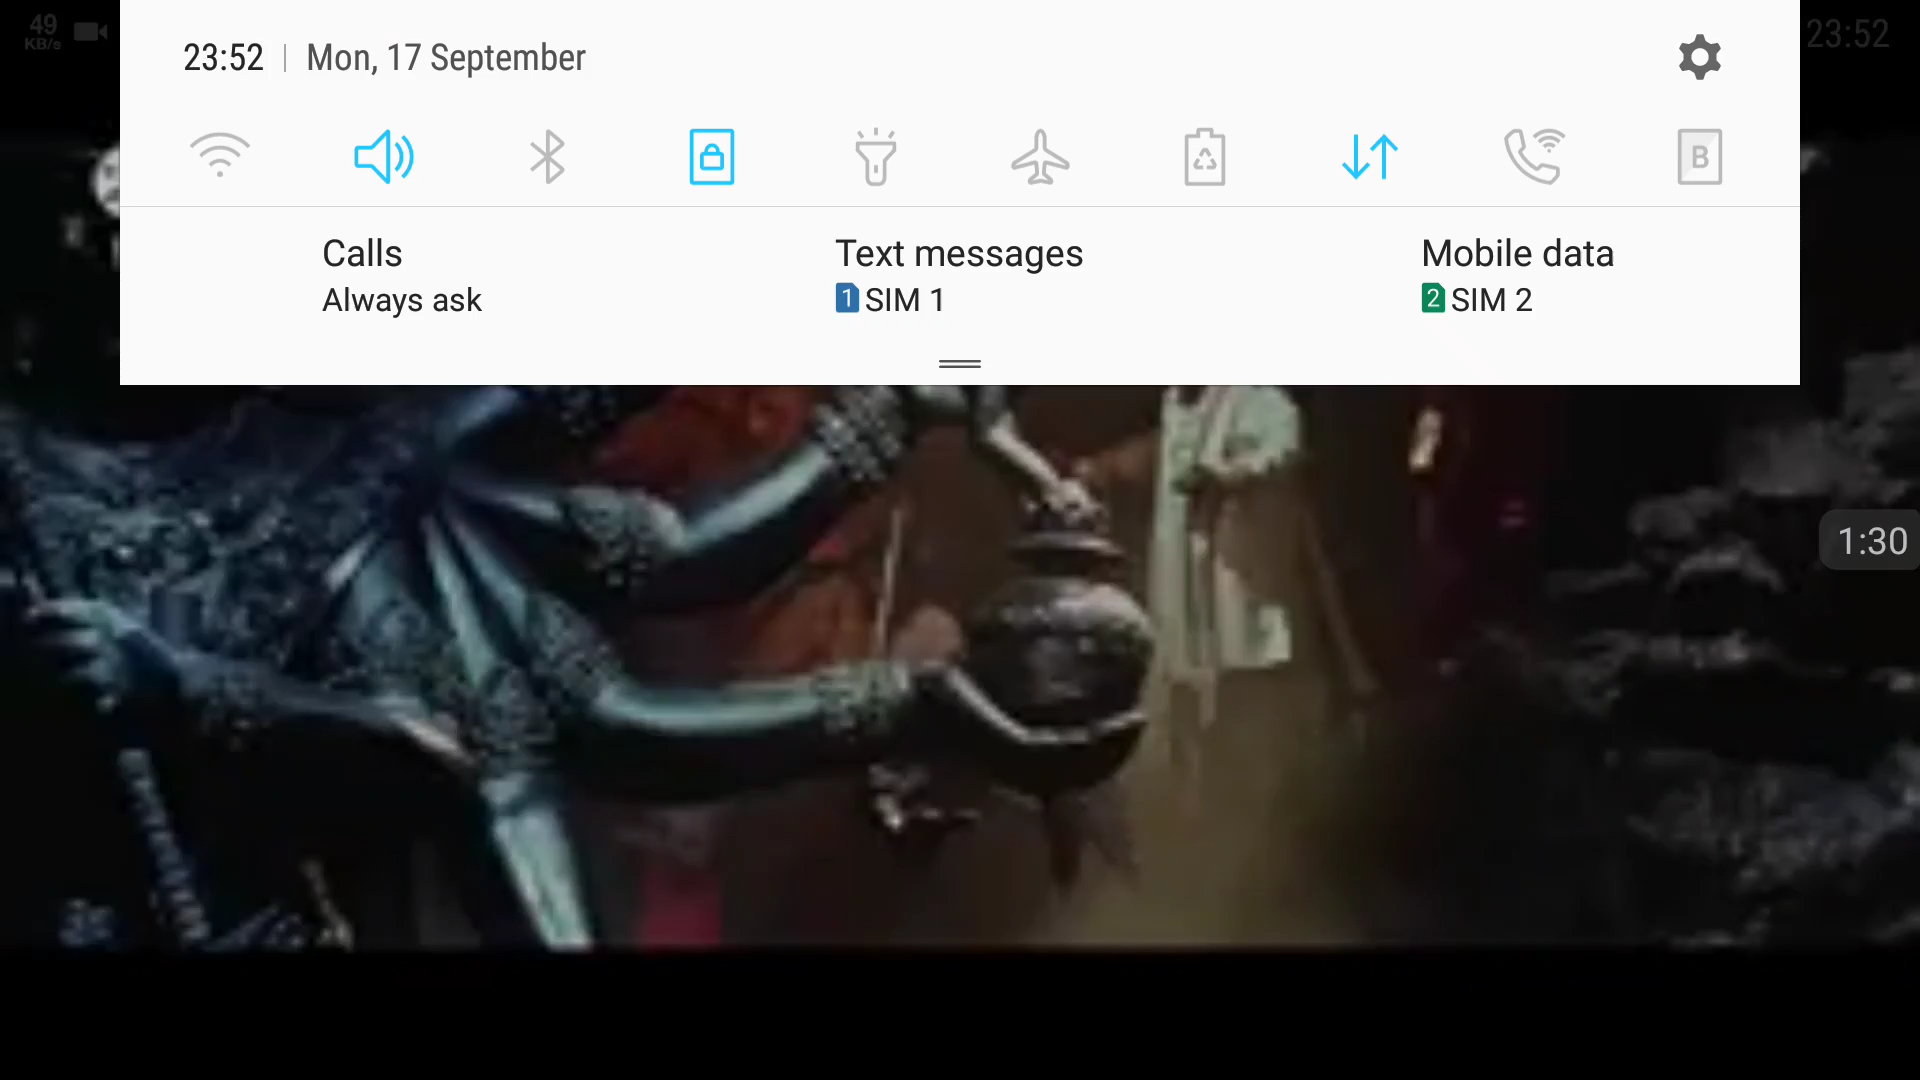 49
KB/s
23:52
23:52 | Mon, 17 September
B
Calls
Always ask
Text messages
1 SIM 1
Mobile data
2 SIM 2
1:30